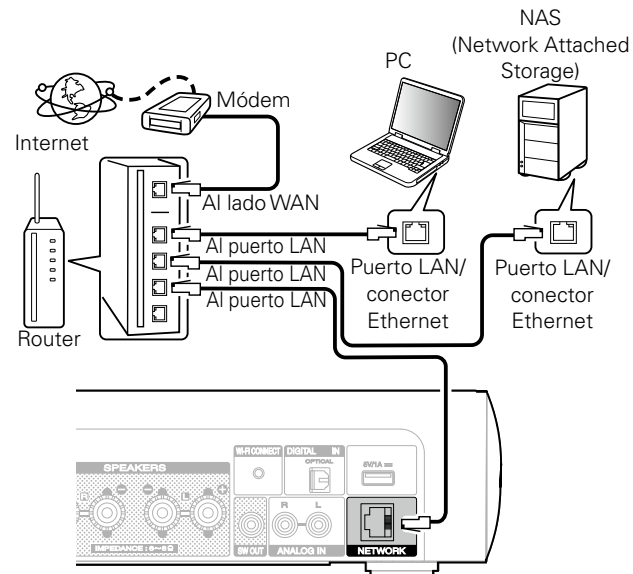 NAS
(Network Attached
Storage)
PC
Módem
Internet
Al lado WAN
Al puerto LAN
Al puerto LAN
Al puerto LAN
Puerto LAN/
conector
Ethernet
Puerto LAN/
conector
Ethernet
Router
WI-FI CONNECT
DIGITAL IN
OPTICAL
5V/1A
SPEAKERS
R
L
R L
IMPEDANCE : 6~8Ω
SW OUT
ANALOG IN
NETWORK